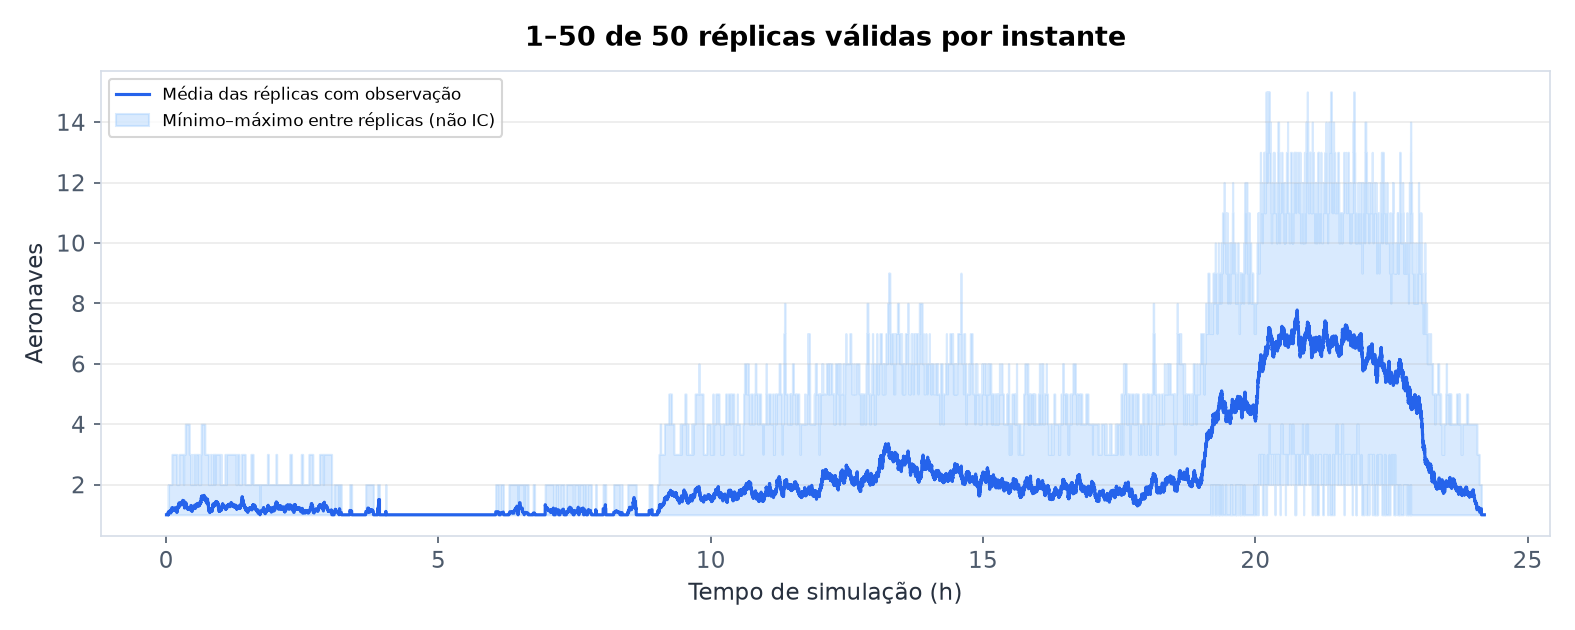 1–50 de 50 réplicas válidas por instante
Média das réplicas com observação
Mínimo–máximo entre réplicas (não IC)
Aeronaves
14
12
10
8
6
4
2
0 5 10 15 20 25
Tempo de simulação (h)